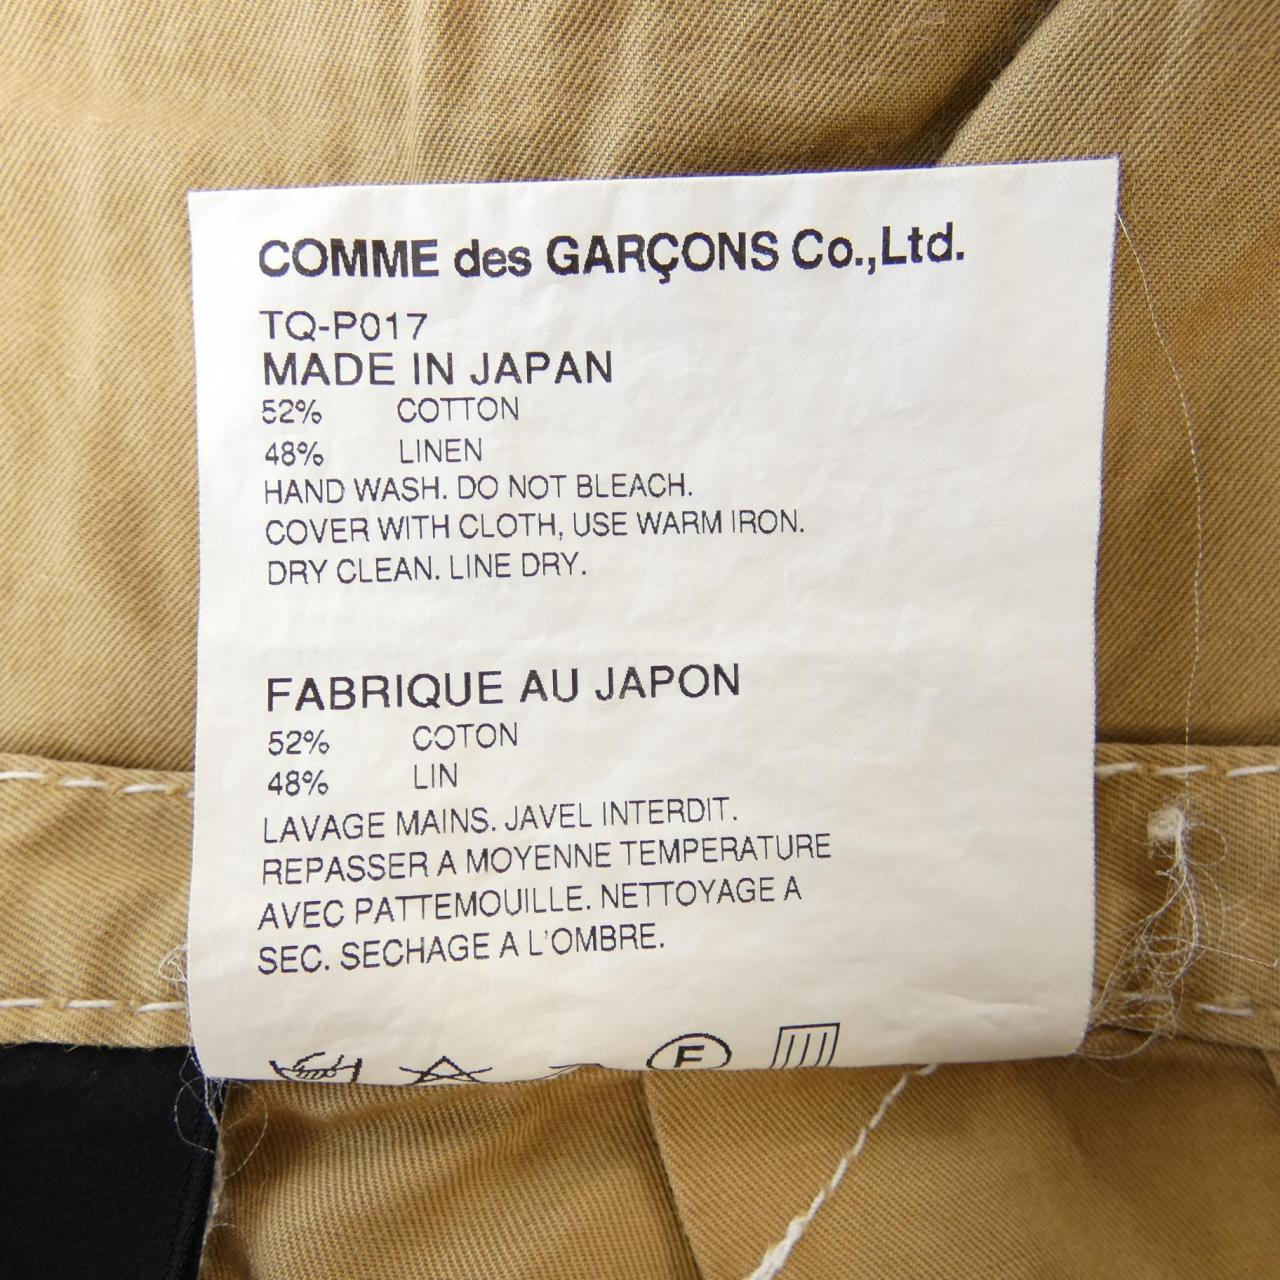 COMME des GARÇONS Co.,Ltd.
TQ-P017
MADE IN JAPAN
52% COTTON
48% LINEN
HAND WASH. DO NOT BLEACH.
COVER WITH CLOTH, USE WARM IRON.
DRY CLEAN. LINE DRY.
FABRIQUE AU JAPON
52% COTON
48% LIN
LAVAGE MAINS. JAVEL INTERDIT.
REPASSER A MOYENNE TEMPERATURE
AVEC PATTEMOUILLE. NETTOYAGE A
SEC. SECHAGE A L'OMBRE.
F